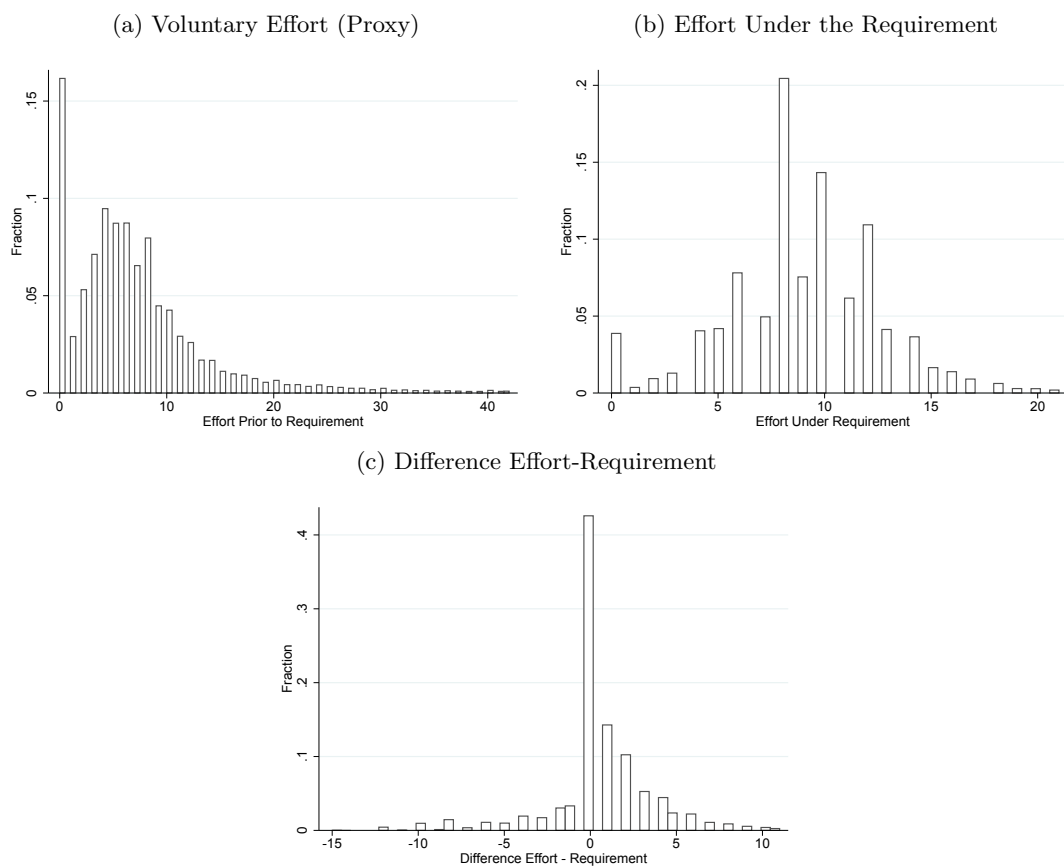 (a) Voluntary Effort (Proxy)
.15
.1
.05
0
Fraction
0 10 20 30 40
Effort Prior to Requirement
(b) Effort Under the Requirement
.2
.15
.1
.05
0
Fraction
0 5 10 15 20
Effort Under Requirement
(c) Difference Effort-Requirement
.4
.3
.2
.1
0
Fraction
-15 -10 -5 0 5 10
Difference Effort - Requirement